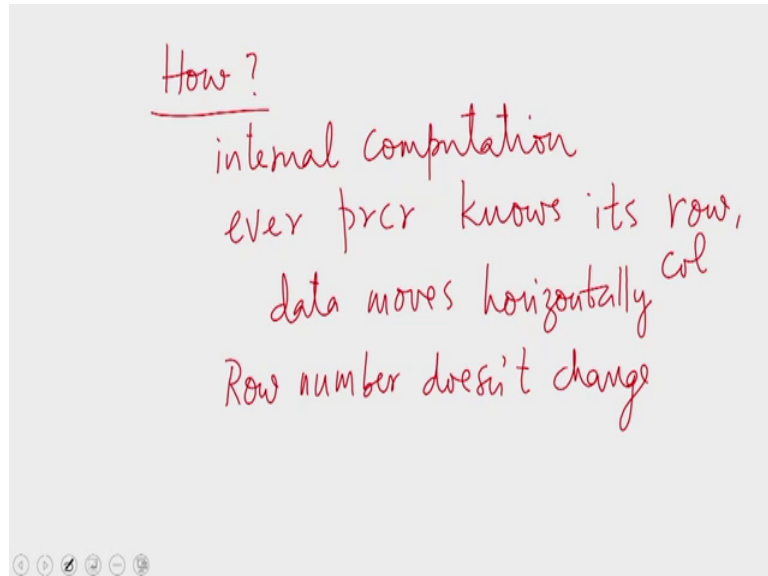 How?
internal computation
ever prcr knows its row,
col
data moves horizontally
Row number doesn't change